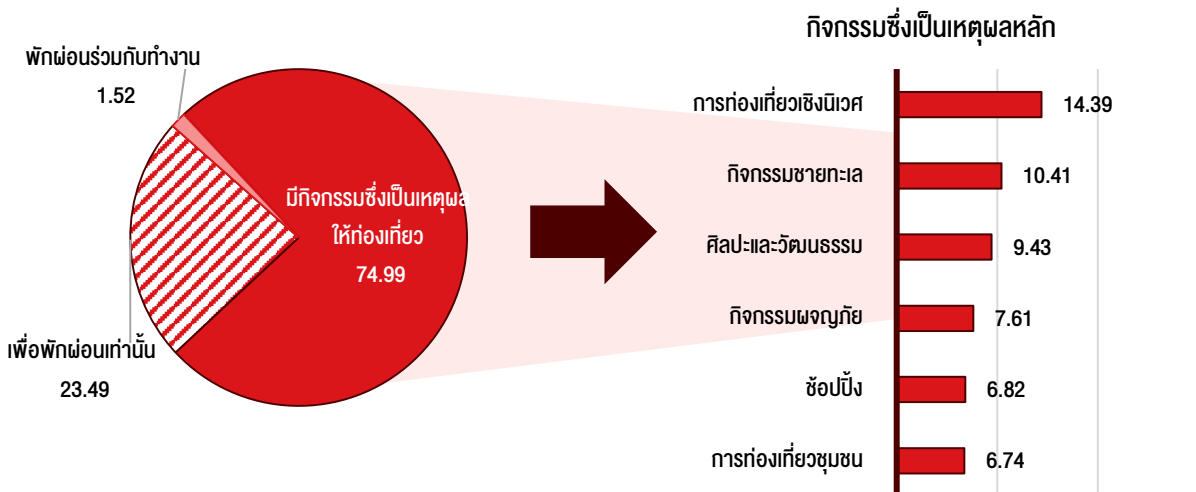 กิจกรรมซึ่งเป็นเหตุผลหลัก
พักผ่อนร่วมกับทำงาน
1.52
มีกิจกรรมซึ่งเป็นเหตุผล
ให้ท่องเที่ยว
74.99
เพื่อพักผ่อนเท่านั้น
23.49
การท่องเที่ยวเชิงนิเวศ 14.39
กิจกรรมชายทะเล 10.41
ศิลปะและวัฒนธรรม 9.43
กิจกรรมผจญภัย 7.61
ช้อปปิ้ง 6.82
การท่องเที่ยวชุมชน 6.74